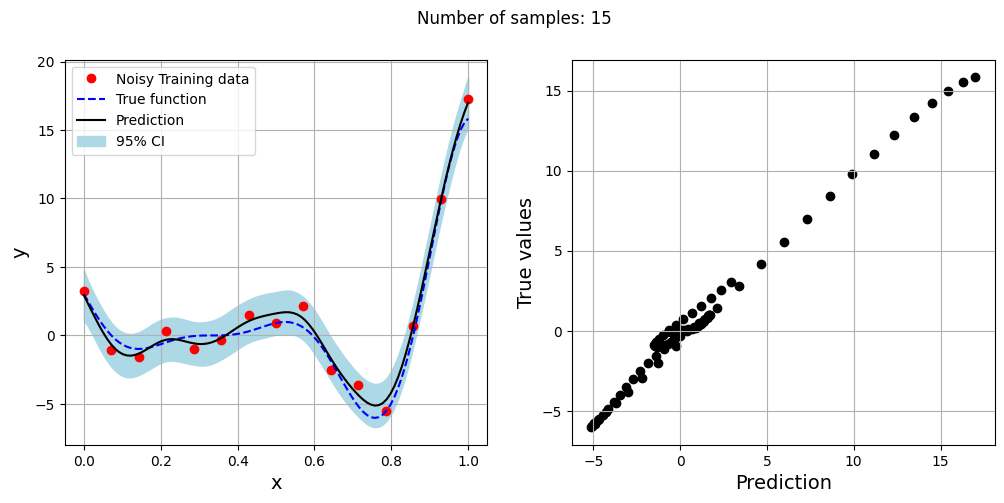 Number of samples: 15
Noisy Training data
True function
Prediction
95% CI
20
15
10
5
0
−5
y
0.0 0.2 0.4 0.6 0.8 1.0
x
15
10
5
0
−5
True values
−5 0 5 10 15
Prediction